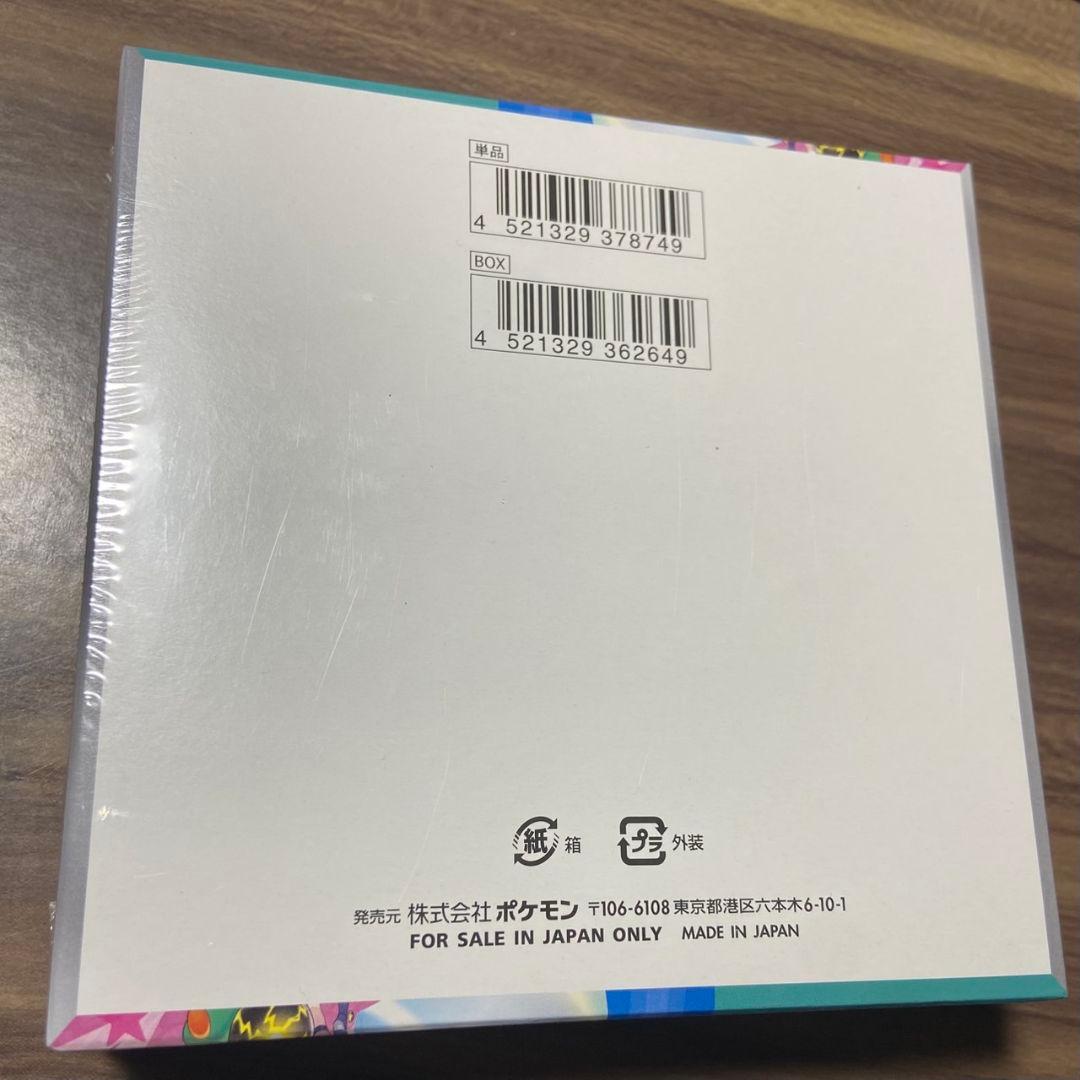 単品
4 521329 378749
BOX
4 521329 362649
紙 箱 プラ 外装
発売元 株式会社 ポケモン 〒106-6108 東京都港区六本木6-10-1
FOR SALE IN JAPAN ONLY MADE IN JAPAN